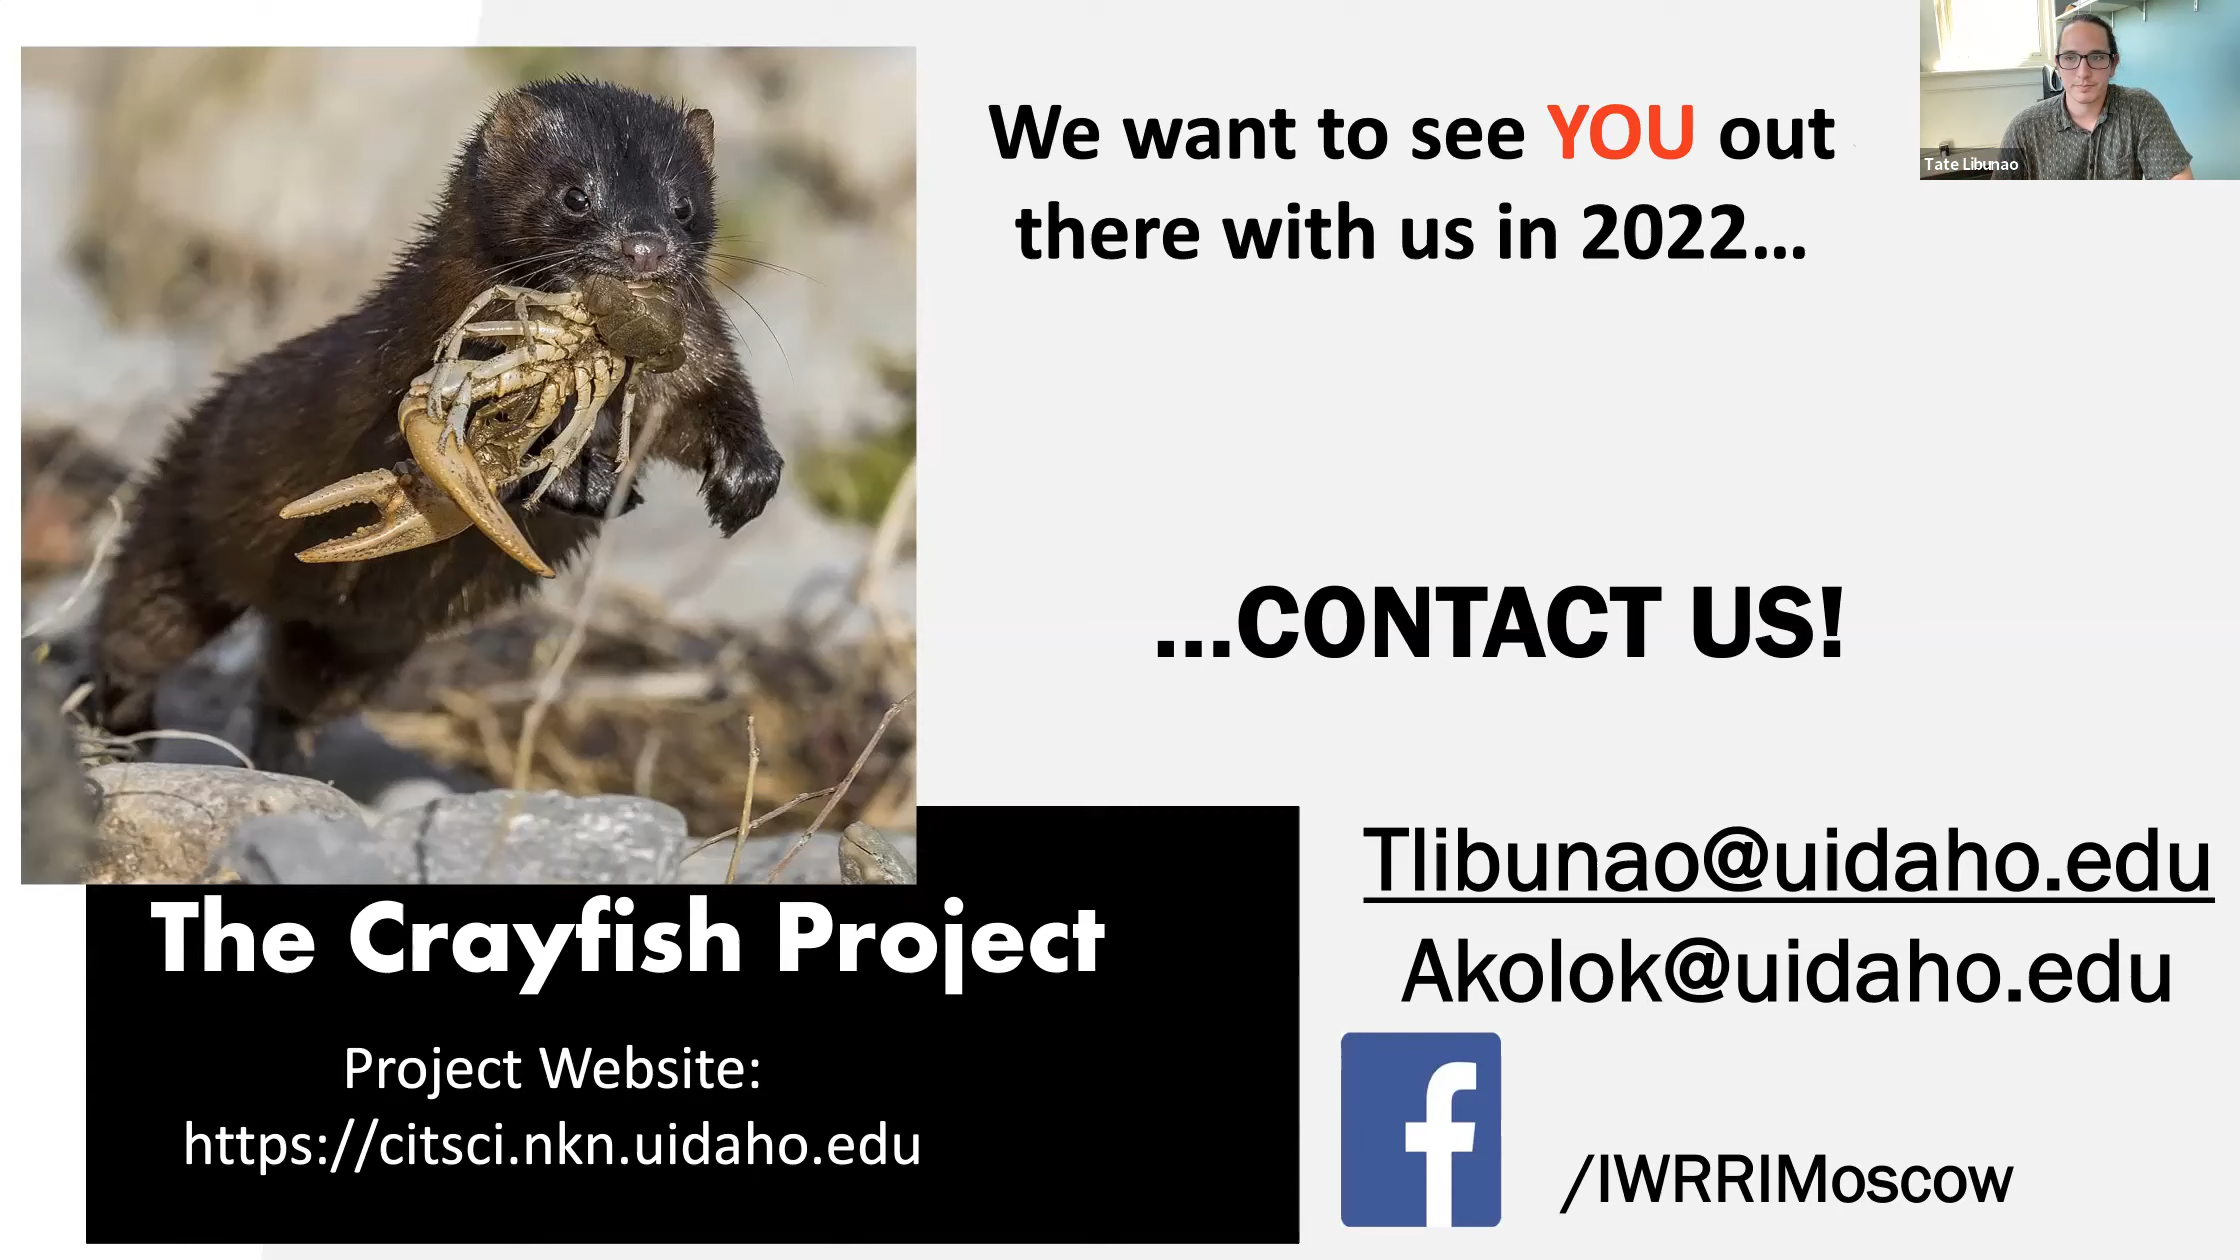 We want to see YOU out
there with us in 2022...
Tate Libunao
...CONTACT US!
Tlibunao@uidaho.edu
Akolok@uidaho.edu
The Crayfish Project
Project Website:
https://citsci.nkn.uidaho.edu
f
/IWRRIMoscow